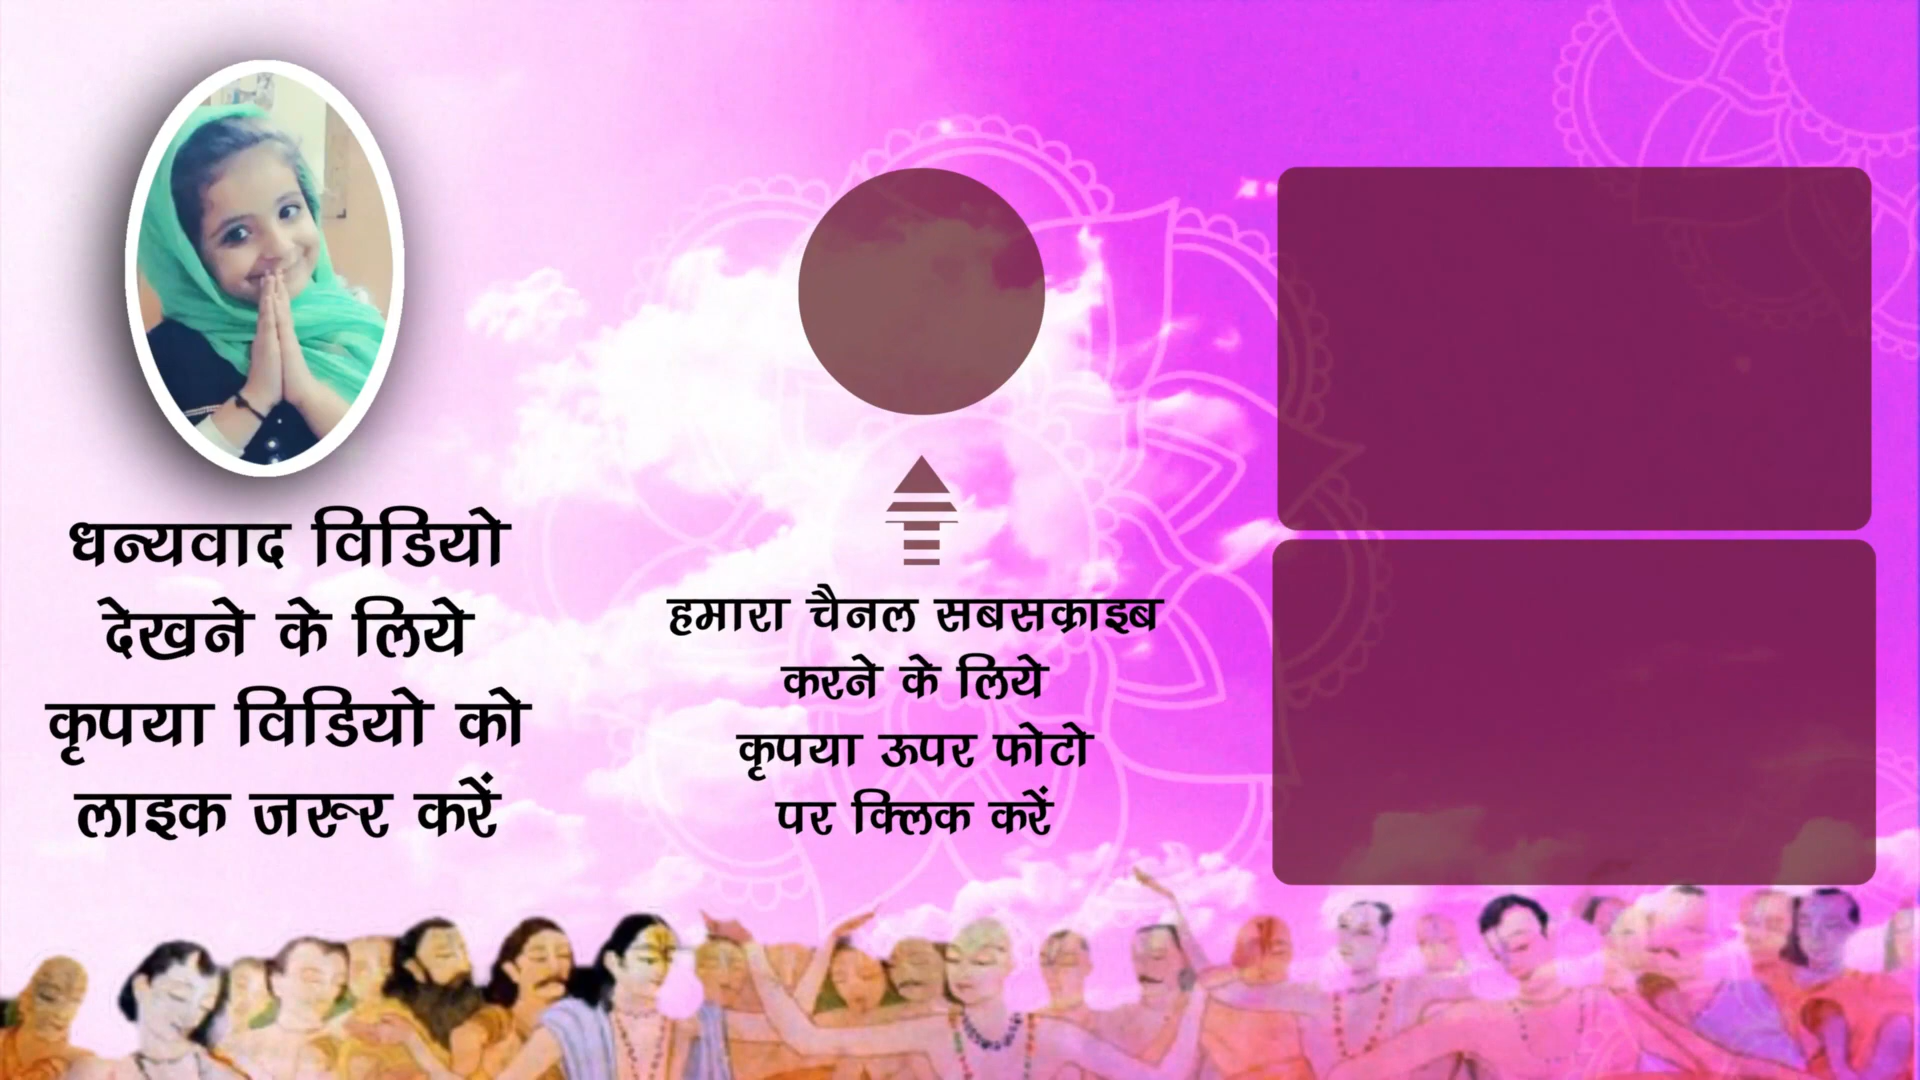 धन्यवाद विडियो
देखने के लिये
कृपया विडियो को
लाइक जरूर करें
हमारा चैनल सबसक्राइब
करने के लिये
कृपया ऊपर फोटो
पर क्लिक करें